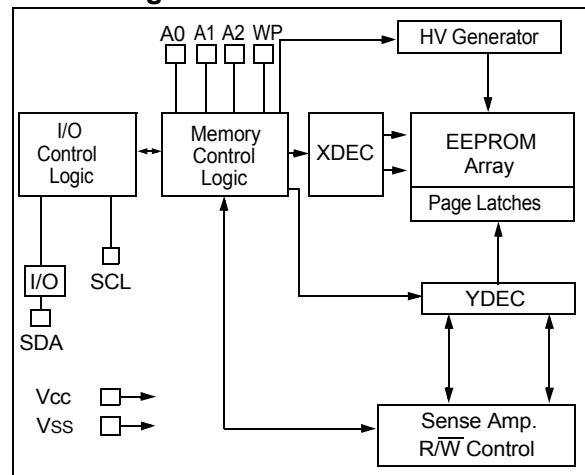 A0 A1 A2 WP
HV Generator
I/O
Control
Logic
Memory
Control
Logic
XDEC
EEPROM
Array
Page Latches
I/O
SCL
SDA
YDEC
Vcc
Vss
Sense Amp.
R/W̅ Control